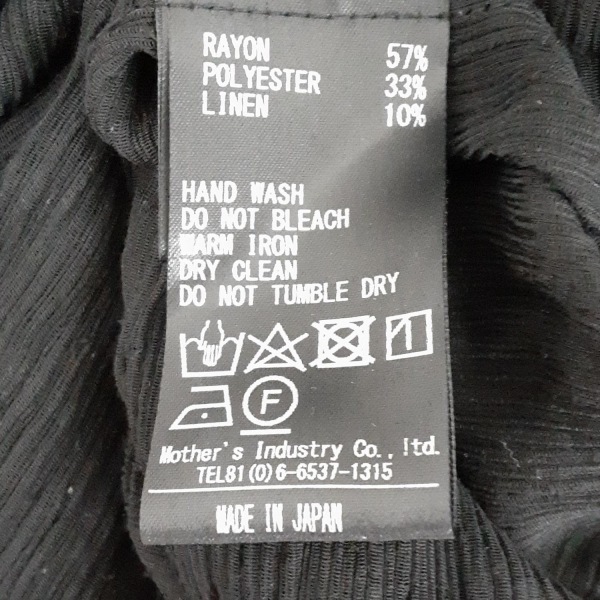 RAYON 57%
POLYESTER 33%
LINEN 10%
HAND WASH
DO NOT BLEACH
WARM IRON
DRY CLEAN
DO NOT TUMBLE DRY
F
Mother's Industry Co., ltd.
TEL81(0)6-6537-1315
MADE IN JAPAN